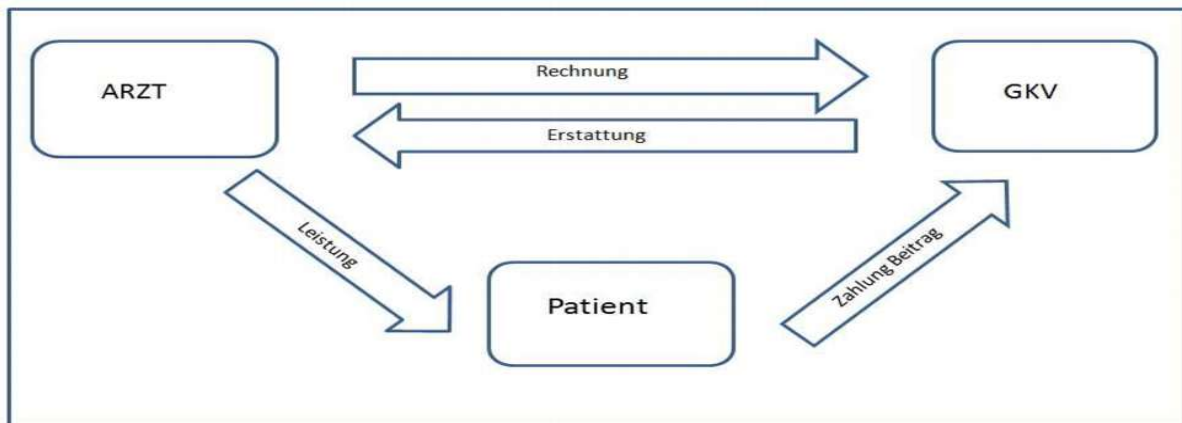 ARZT
Rechnung
GKV
Erstattung
Leistung
Patient
Zahlung Beitrag